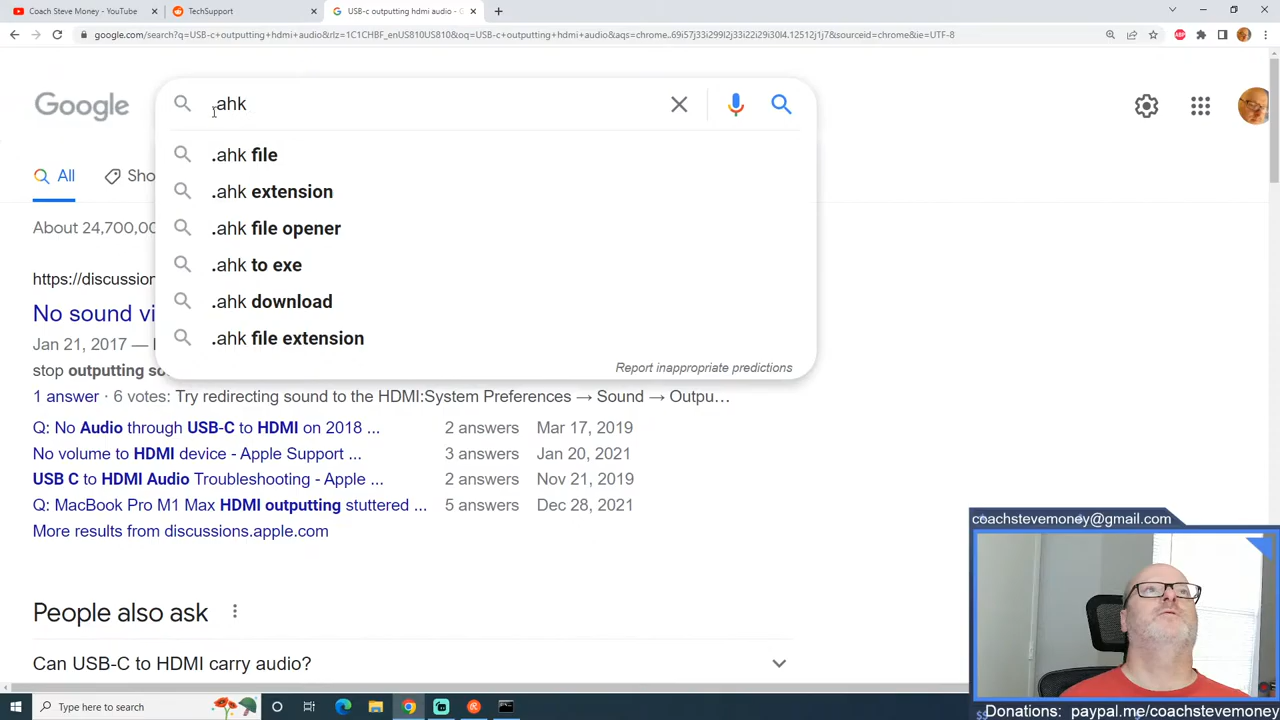 Coach Steve Money - YouTube
TechSupport
USB-c outputting hdmi audio - G
google.com/search?q=USB-c+outputting+hdmi+audio&rlz=1C1CHBF_enUS810US810&oq=USB-c+outputting+hdmi+audio&aqs=chrome..69i57j33i299l2j33i22i29i30l4.12512j1j7&sourceid=chrome&ie=UTF-8
Google
.ahk
.ahk file
.ahk extension
.ahk file opener
.ahk to exe
.ahk download
.ahk file extension
Report inappropriate predictions
All
Sho
About 24,700,00
https://discussion
No sound vi
Jan 21, 2017 —
stop outputting so
1 answer · 6 votes: Try redirecting sound to the HDMI:System Preferences → Sound → Outpu…
Q: No Audio through USB-C to HDMI on 2018 ... 2 answers Mar 17, 2019
No volume to HDMI device - Apple Support ... 3 answers Jan 20, 2021
USB C to HDMI Audio Troubleshooting - Apple ... 2 answers Nov 21, 2019
Q: MacBook Pro M1 Max HDMI outputting stuttered ... 5 answers Dec 28, 2021
More results from discussions.apple.com
People also ask
Can USB-C to HDMI carry audio?
coachstevemoney@gmail.com
Type here to search
Donations: paypal.me/coachstevemoney